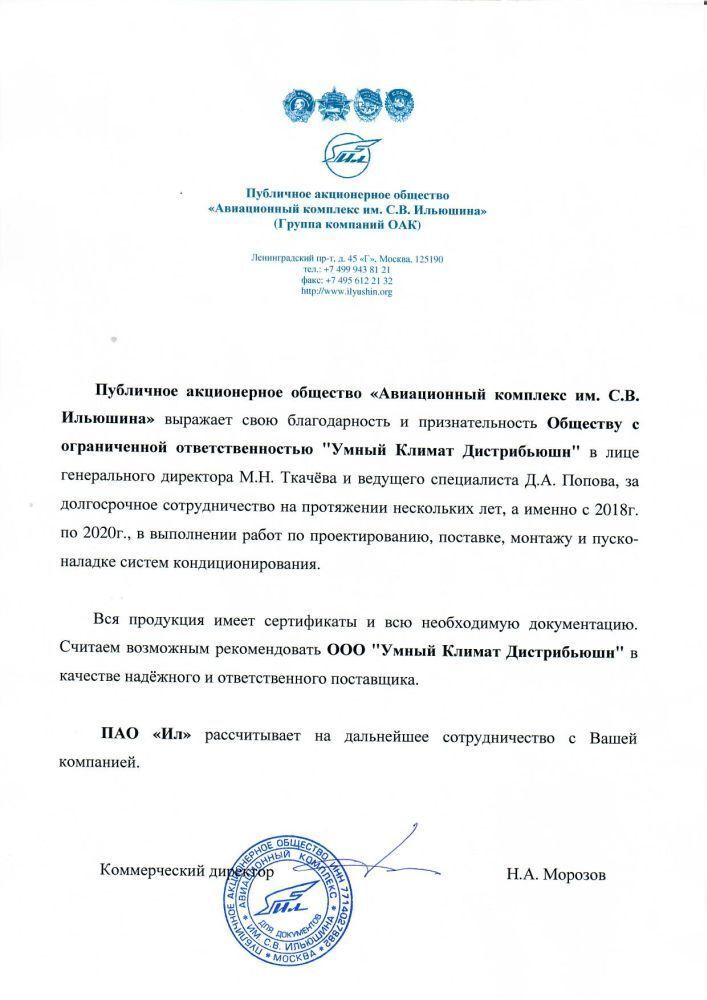 Ил
Публичное акционерное общество
«Авиационный комплекс им. С.В. Ильюшина»
(Группа компаний ОАК)
Ленинградский пр-т, д. 45 «Г», Москва, 125190
тел.: +7 499 943 81 21
факс: +7 495 612 21 32
http://www.ilyushin.org
Публичное акционерное общество «Авиационный комплекс им. С.В.
Ильюшина» выражает свою благодарность и признательность Обществу с
ограниченной ответственностью "Умный Климат Дистрибьюшн" в лице
генерального директора М.Н. Ткачёва и ведущего специалиста Д.А. Попова, за
долгосрочное сотрудничество на протяжении нескольких лет, а именно с 2018г.
по 2020г., в выполнении работ по проектированию, поставке, монтажу и пуско-
наладке систем кондиционирования.
Вся продукция имеет сертификаты и всю необходимую документацию.
Считаем возможным рекомендовать ООО "Умный Климат Дистрибьюшн" в
качестве надёжного и ответственного поставщика.
ПАО «Ил» рассчитывает на дальнейшее сотрудничество с Вашей
компанией.
Коммерческий директор
Н.А. Морозов
ПУБЛИЧНОЕ АКЦИОНЕРНОЕ ОБЩЕСТВО ИНН 7714027882
* МОСКВА *
АВИАЦИОННЫЙ КОМПЛЕКС
* ИМ. С.В. ИЛЬЮШИНА *
Ил
ДЛЯ ДОКУМЕНТОВ